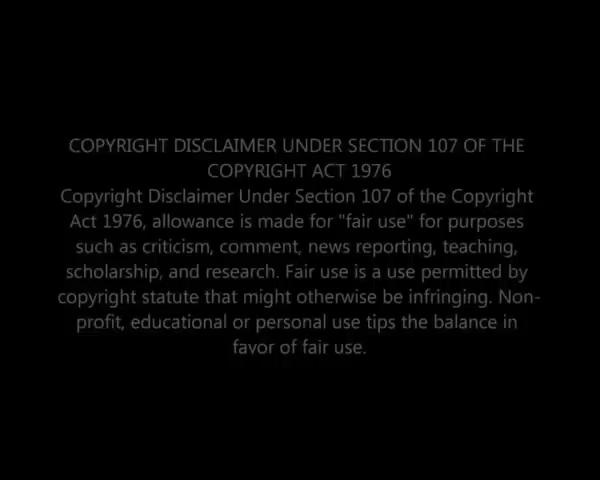 COPYRIGHT DISCLAIMER UNDER SECTION 107 OF THE
COPYRIGHT ACT 1976
Copyright Disclaimer Under Section 107 of the Copyright
Act 1976, allowance is made for "fair use" for purposes
such as criticism, comment, news reporting, teaching,
scholarship, and research. Fair use is a use permitted by
copyright statute that might otherwise be infringing. Non-
profit, educational or personal use tips the balance in
favor of fair use.